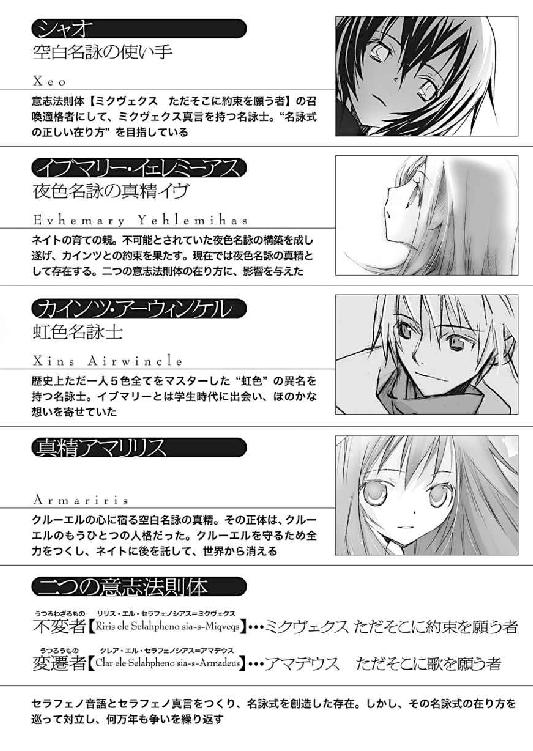 シャオ
空白名詠の使い手
Xeo
意志法則体【ミクヴェクス　ただそこに約束を願う者】の召
喚適格者にして、ミクヴェクス真言を持つ名詠士。“名詠式
の正しい在り方”を目指している
イブマリー・イェレミーアス
夜色名詠の真精イヴ
Evhemary Yehlemihas
ネイトの育ての親。不可能とされていた夜色名詠の構築を成し
遂げ、カインツとの約束を果たす。現在では夜色名詠の真精と
して存在する。二つの意志法則体の在り方に、影響を与えた
カインツ・アーウィンケル
虹色名詠士
Xins Airwincle
歴史上ただ一人５色全てをマスターした“虹色”の異名を
持つ名詠士。イブマリーとは学生時代に出会い、ほのかな
想いを寄せていた
真精アマリリス
Armariris
クルーエルの心に宿る空白名詠の真精。その正体は、クルー
エルのもうひとつの人格だった。クルーエルを守るため全
力をつくし、ネイトに後を託して、世界から消える
二つの意志法則体
うつろわざるもの　リリス・エル・セラフェノシアス＝ミクヴェクス
不変者【Riris ele Selahpheno sia-s-Miqveqs】…ミクヴェクス ただそこに約束を願う者
うつろうもの　クレア・エル・セラフェノシアス＝アマデウス
変遷者【Clar ele Selahpheno sia-s-Armadeus】…アマデウス　ただそこに歌を願う者
セラフェノ音語とセラフェノ真言をつくり、名詠式を創造した存在。しかし、その名詠式の在り方を
巡って対立し、何万年も争いを繰り返す